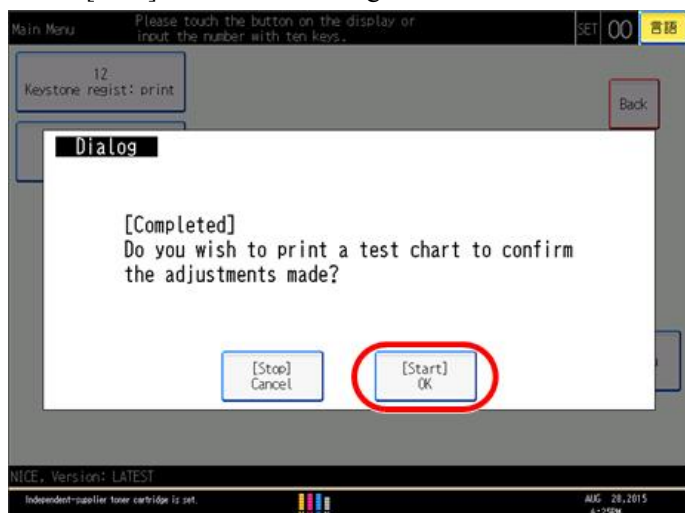 Main Menu
Please touch the button on the display or
input the number with ten keys.
SET 00 言語
12
Keystone regist: print
Back
Dialog
[Completed]
Do you wish to print a test chart to confirm
the adjustments made?
[Stop]
Cancel
[Start]
OK
NICE, Version: LATEST
Independent-supplier toner cartridge is set.
AUG 28,2015